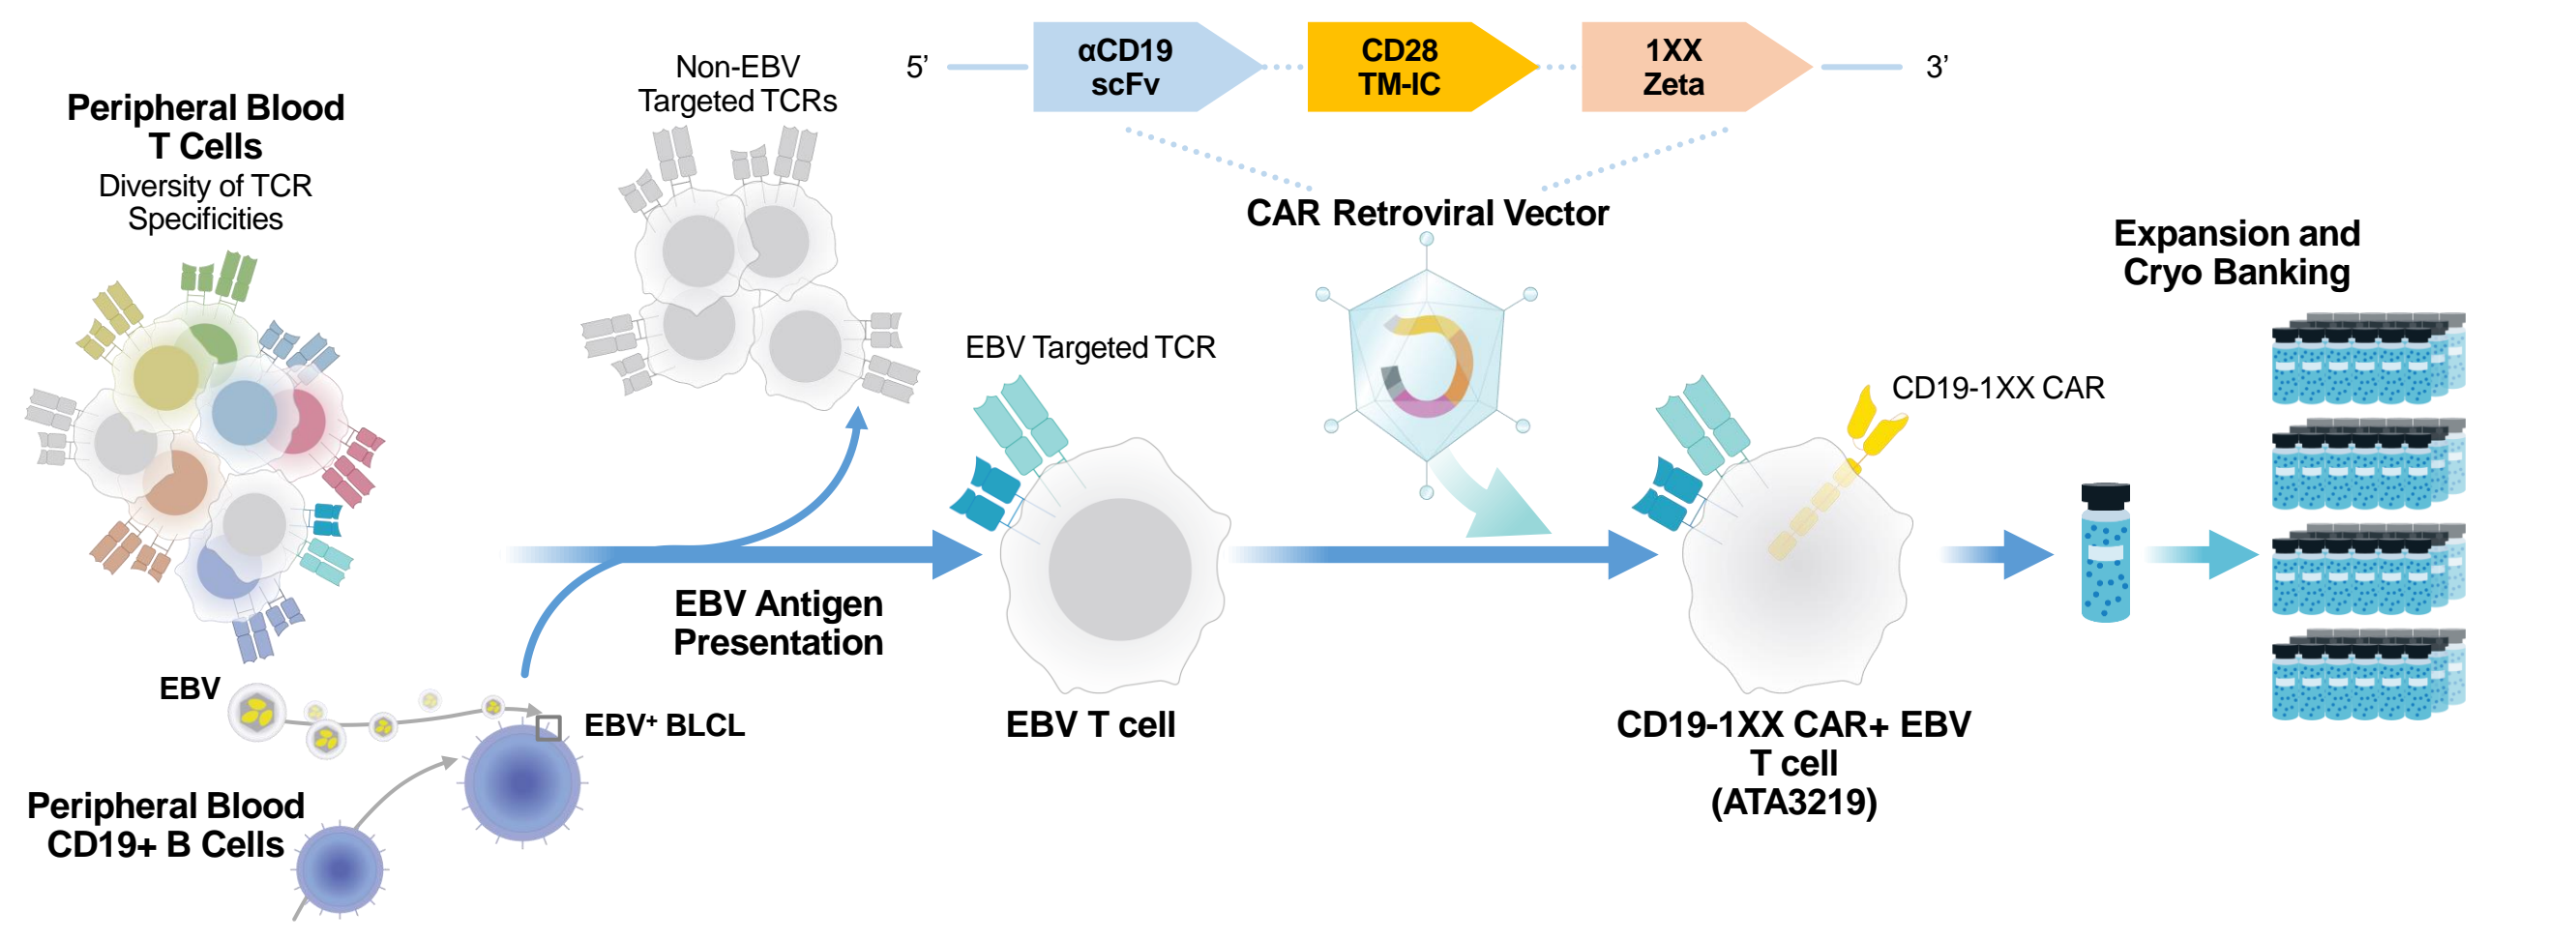 Peripheral Blood
T Cells
Diversity of TCR
Specificities
Non-EBV
Targeted TCRs
5’
αCD19
scFv
CD28
TM-IC
1XX
Zeta
3’
CAR Retroviral Vector
Expansion and
Cryo Banking
EBV Targeted TCR
CD19-1XX CAR
EBV Antigen
Presentation
EBV
EBV⁺ BLCL
EBV T cell
CD19-1XX CAR+ EBV
T cell
(ATA3219)
Peripheral Blood
CD19+ B Cells